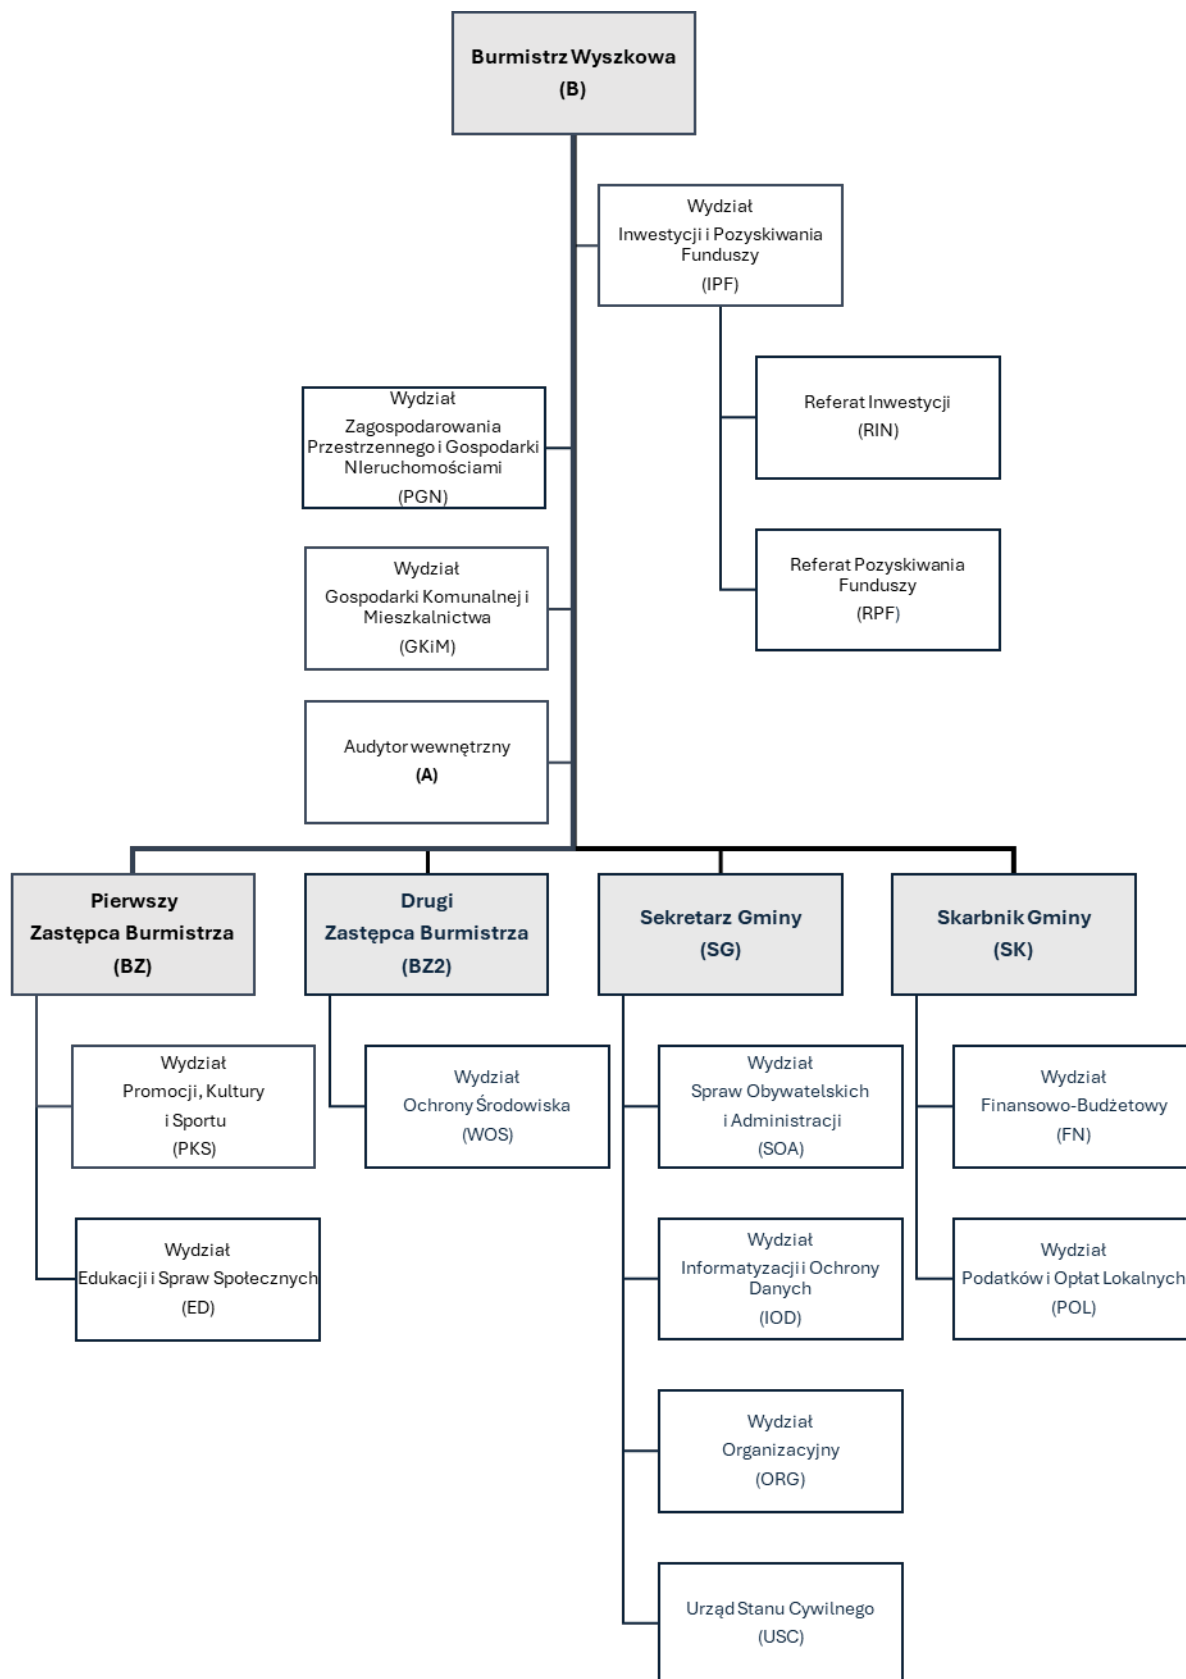 Burmistrz Wyszkowa
(B)
Wydział
Inwestycji i Pozyskiwania
Funduszy
(IPF)
Referat Inwestycji
(RIN)
Wydział
Zagospodarowania
Przestrzennego i Gospodarki
NIeruchomościami
(PGN)
Referat Pozyskiwania
Funduszy
(RPF)
Wydział
Gospodarki Komunalnej i
Mieszkalnictwa
(GKiM)
Audytor wewnętrzny
(A)
Pierwszy
Zastępca Burmistrza
(BZ)
Drugi
Zastępca Burmistrza
(BZ2)
Sekretarz Gminy
(SG)
Skarbnik Gminy
(SK)
Wydział
Promocji, Kultury
i Sportu
(PKS)
Wydział
Ochrony Środowiska
(WOS)
Wydział
Spraw Obywatelskich
i Administracji
(SOA)
Wydział
Finansowo-Budżetowy
(FN)
Wydział
Edukacji i Spraw Społecznych
(ED)
Wydział
Informatyzacji i Ochrony
Danych
(IOD)
Wydział
Podatków i Opłat Lokalnych
(POL)
Wydział
Organizacyjny
(ORG)
Urząd Stanu Cywilnego
(USC)